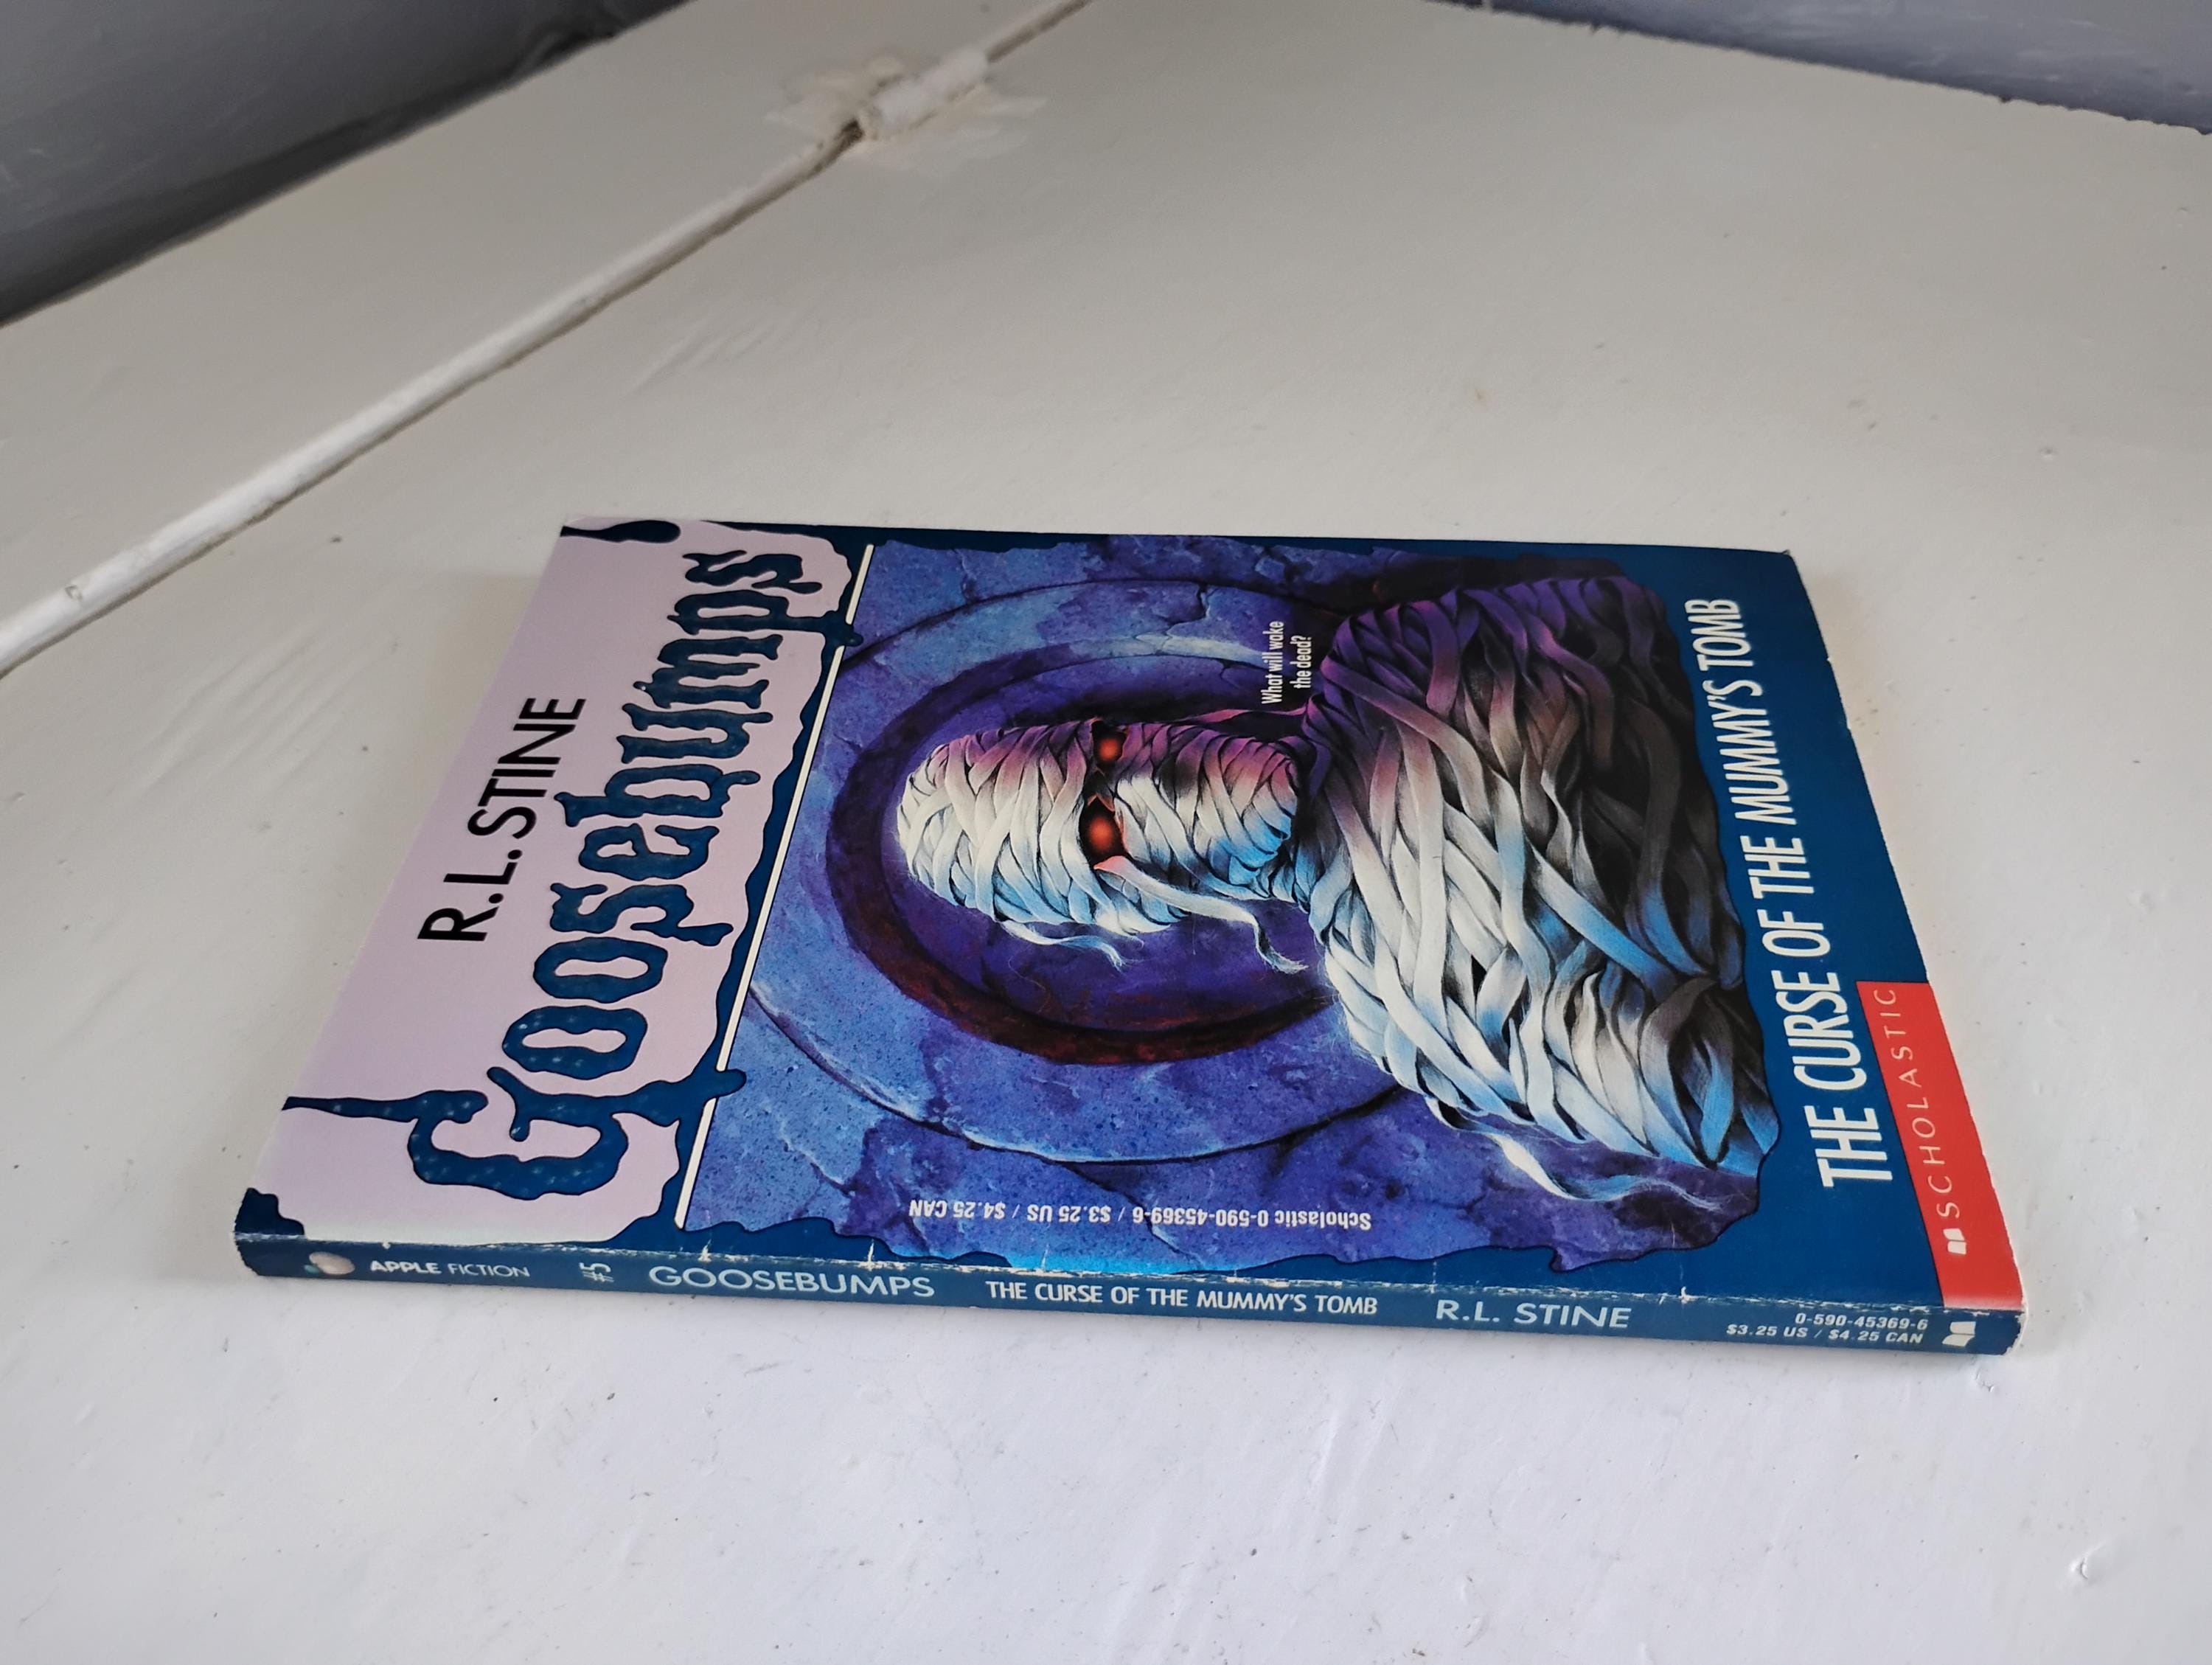 R.L. STINE
Goosebumps
What will wake
the dead?
THE CURSE OF THE MUMMY'S TOMB
SCHOLASTIC
Scholastic 0-590-45369-6 / $3.25 US / $4.25 CAN
APPLE FICTION
#5
GOOSEBUMPS
THE CURSE OF THE MUMMY'S TOMB
R.L. STINE
0-590-45369-6
$3.25 US / $4.25 CAN